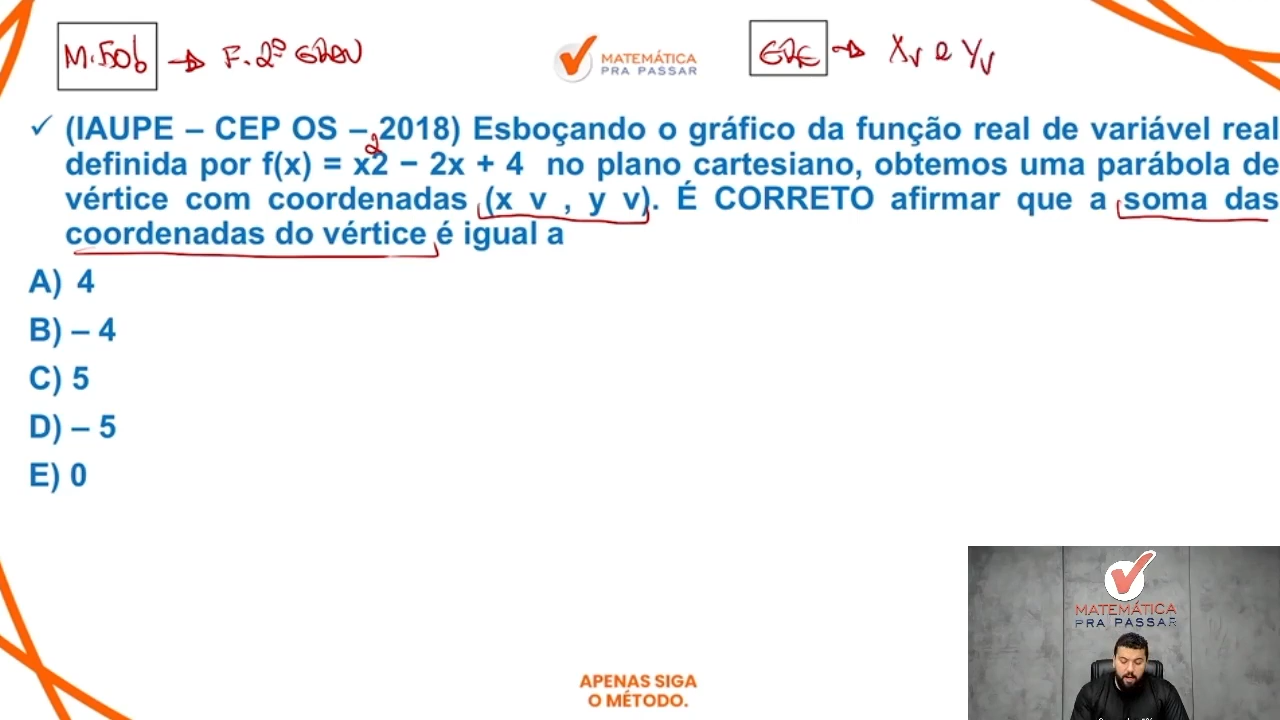 M.50b → F. 2º GRAU
MATEMÁTICA
PRA PASSAR
→ Xv e Yv
✓ (IAUPE – CEP OS – 2018) Esboçando o gráfico da função real de variável real
2
definida por f(x) = x2 − 2x + 4 no plano cartesiano, obtemos uma parábola de
vértice com coordenadas (x v , y v). É CORRETO afirmar que a soma das
coordenadas do vértice é igual a
A) 4
B) – 4
C) 5
D) – 5
E) 0
MATEMÁTICA
PRA PASSAR
APENAS SIGA
O MÉTODO.